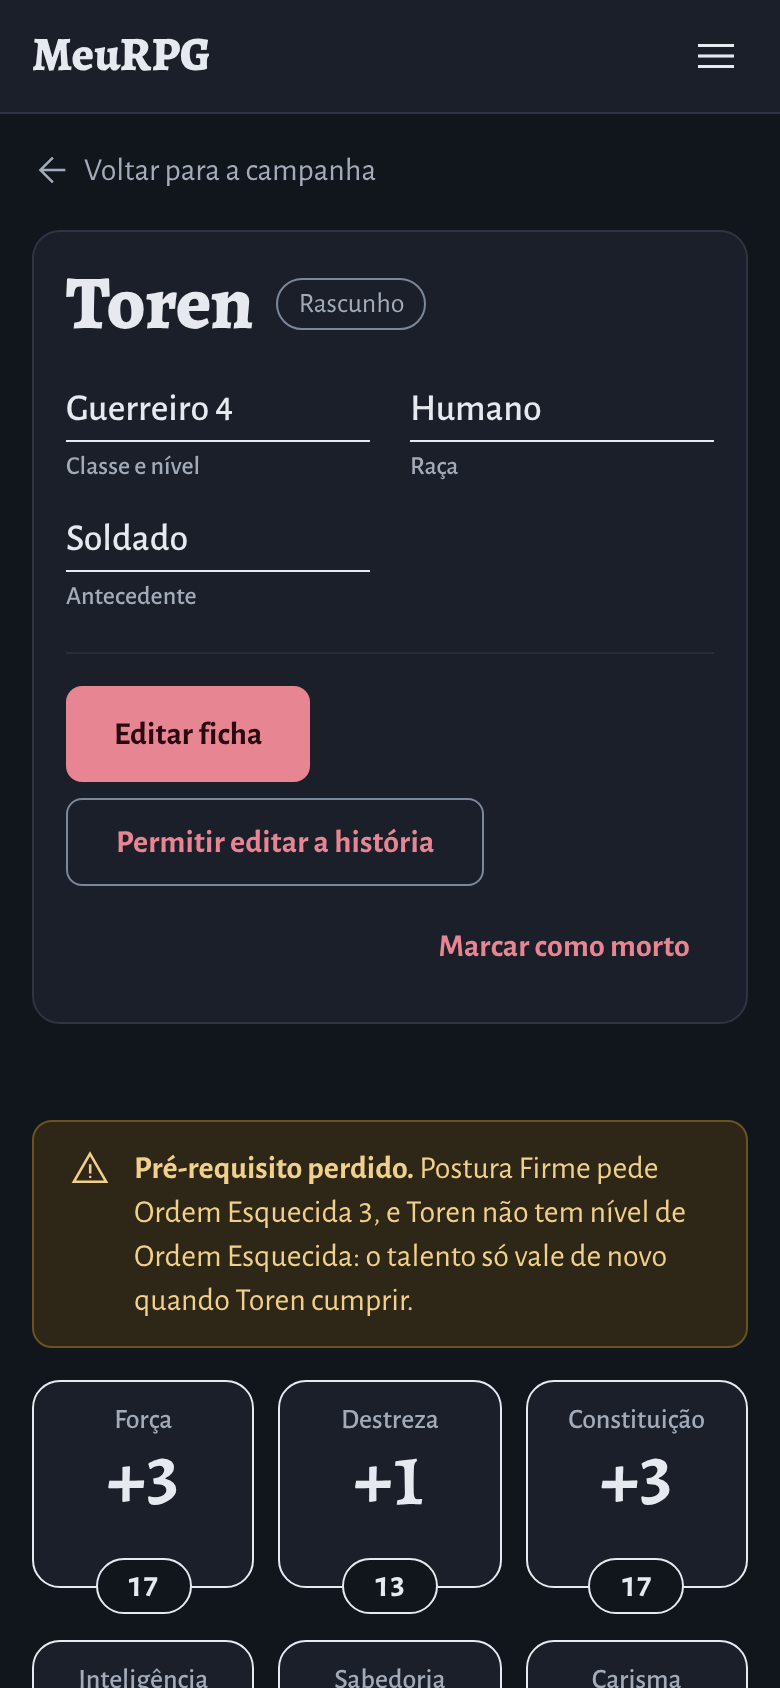 MeuRPG
Voltar para a campanha
Toren
Rascunho
Guerreiro 4
Classe e nível
Humano
Raça
Soldado
Antecedente
Editar ficha
Permitir editar a história
Marcar como morto
Pré-requisito perdido. Postura Firme pede
Ordem Esquecida 3, e Toren não tem nível de
Ordem Esquecida: o talento só vale de novo
quando Toren cumprir.
Força
+3
17
Destreza
+1
13
Constituição
+3
17
Inteligência
Sabedoria
Carisma